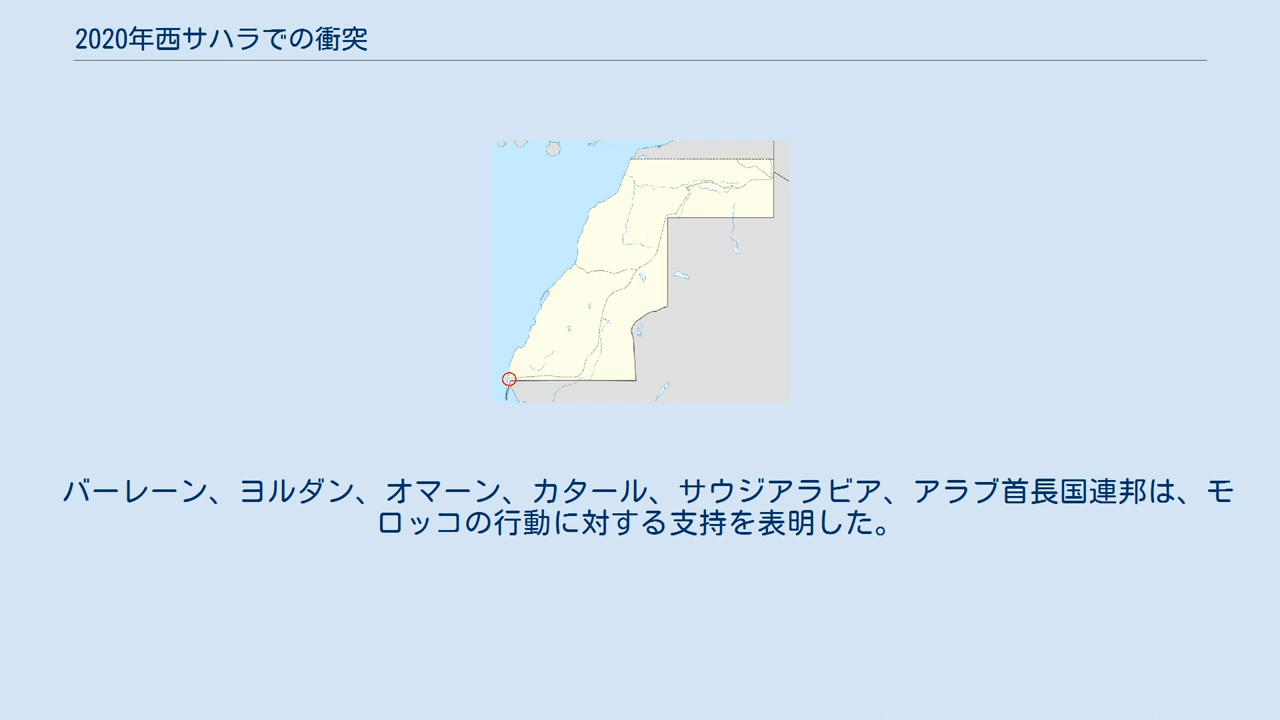 2020年西サハラでの衝突
バーレーン、ヨルダン、オマーン、カタール、サウジアラビア、アラブ首長国連邦は、モ
ロッコの行動に対する支持を表明した。